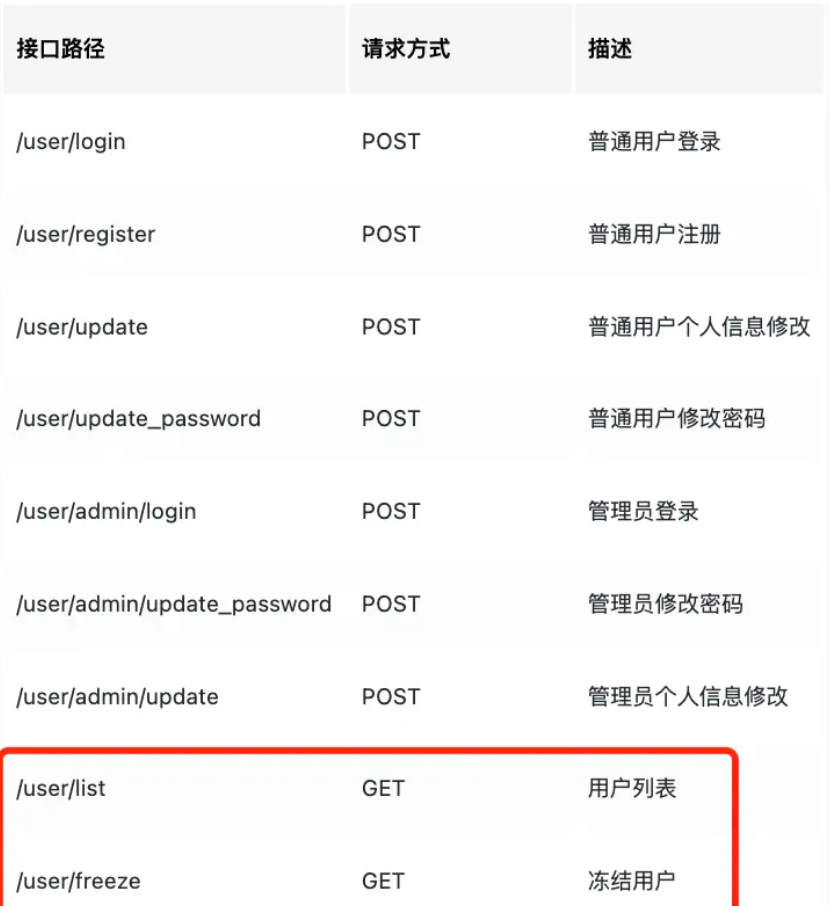 接口路径 请求方式 描述
/user/login POST 普通用户登录
/user/register POST 普通用户注册
/user/update POST 普通用户个人信息修改
/user/update_password POST 普通用户修改密码
/user/admin/login POST 管理员登录
/user/admin/update_password POST 管理员修改密码
/user/admin/update POST 管理员个人信息修改
/user/list GET 用户列表
/user/freeze GET 冻结用户